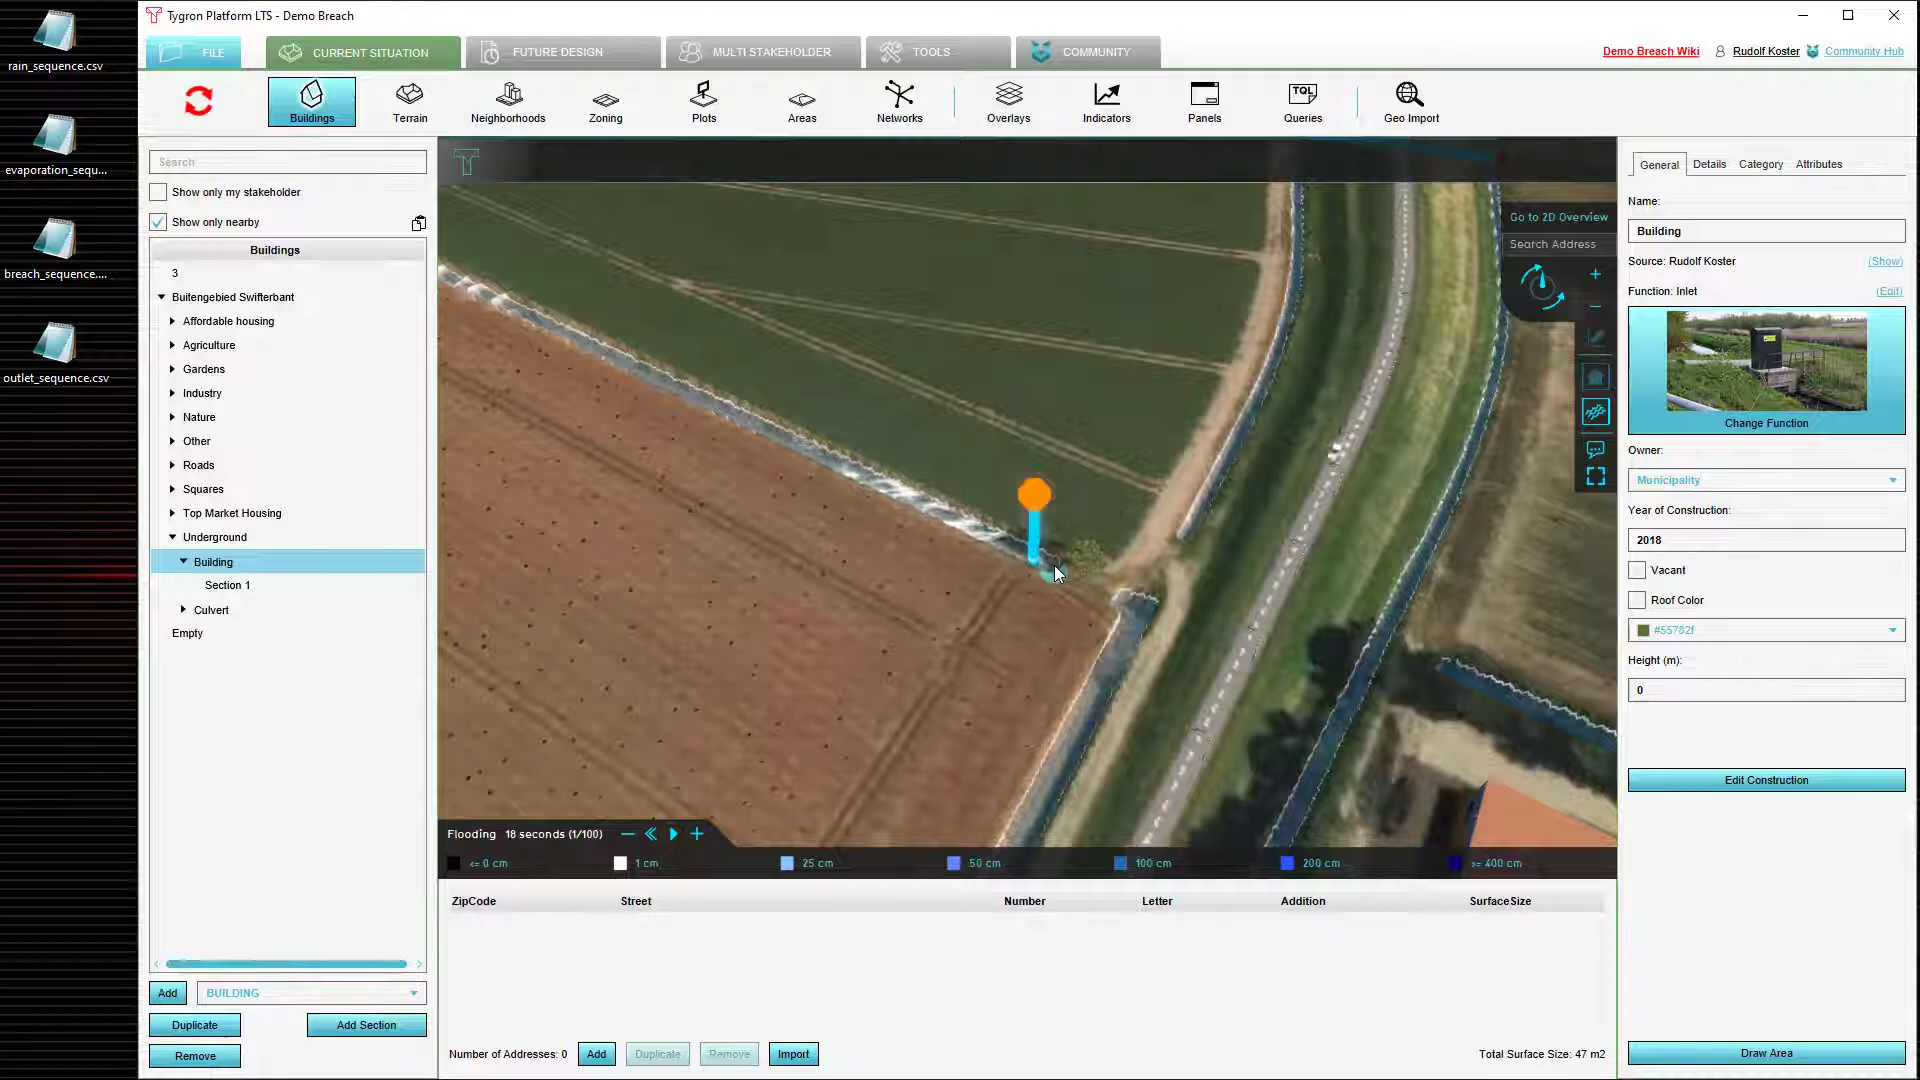 rain_sequence.csv
evaporation_sequ...
breach_sequence....
outlet_sequence.csv
Tygron Platform LTS - Demo Breach
FILE
CURRENT SITUATION
FUTURE DESIGN
MULTI STAKEHOLDER
TOOLS
COMMUNITY
Demo Breach Wiki
Rudolf Koster
Community Hub
Buildings
Terrain
Neighborhoods
Zoning
Plots
Areas
Networks
Overlays
Indicators
Panels
TQL
Queries
Geo Import
Search
Show only my stakeholder
Show only nearby
Buildings
3
Buitengebied Swifterbant
Affordable housing
Agriculture
Gardens
Industry
Nature
Other
Roads
Squares
Top Market Housing
Underground
Building
Section 1
Culvert
Empty
Add
BUILDING
Duplicate
Add Section
Remove
Go to 2D Overview
Search Address
Flooding 18 seconds (1/100)
<= 0 cm
1 cm
25 cm
50 cm
100 cm
200 cm
>= 400 cm
ZipCode
Street
Number
Letter
Addition
SurfaceSize
Number of Addresses: 0
Add
Duplicate
Remove
Import
Total Surface Size: 47 m2
General
Details
Category
Attributes
Name:
Building
Source: Rudolf Koster
(Show)
Function: Inlet
(Edit)
Change Function
Owner:
Municipality
Year of Construction:
2018
Vacant
Roof Color
#55782f
Height (m):
0
Edit Construction
Draw Area